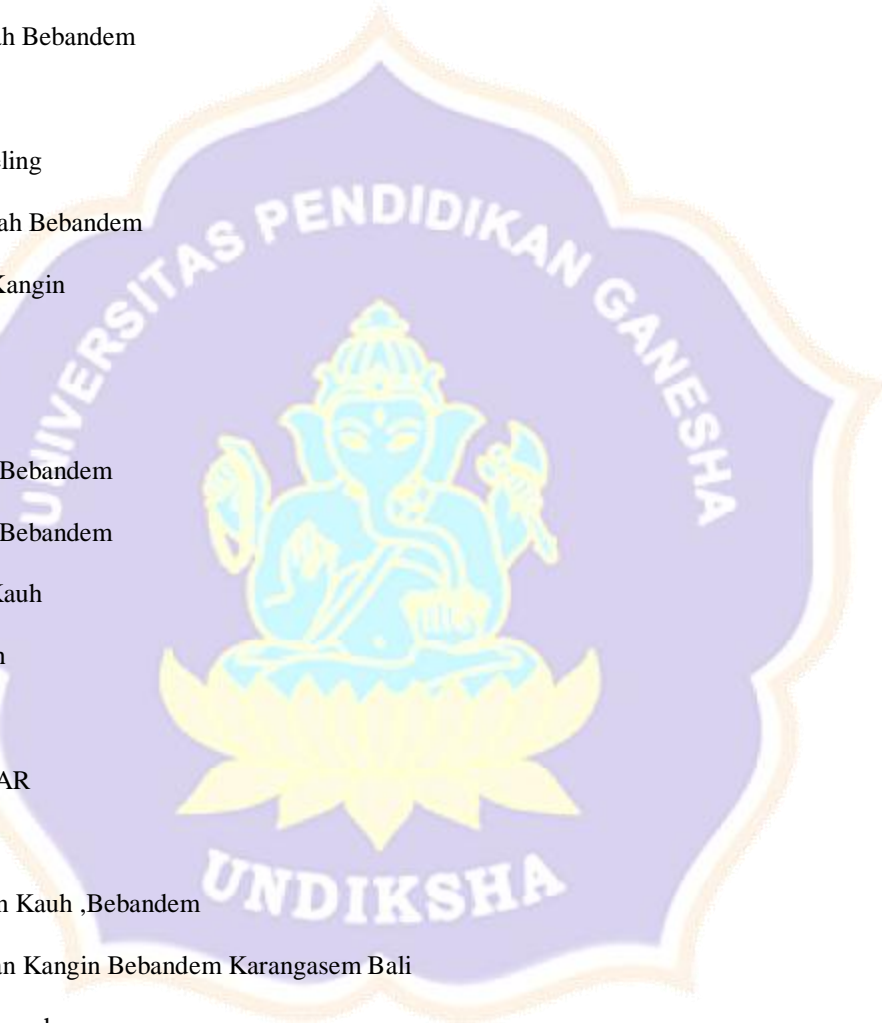 h Bebandem
ling
ah Bebandem
UNIVERSITAS PENDIDIKAN GANESHA
Kangin
Bebandem
Bebandem
Kauh
n
AR
UNDIKSHA
n Kauh ,Bebandem
an Kangin Bebandem Karangasem Bali